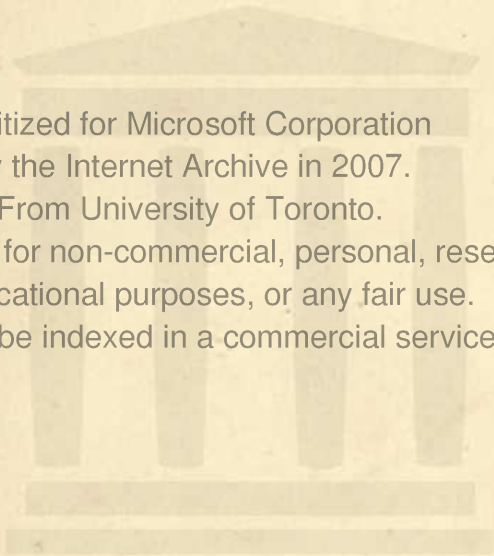 itized for Microsoft Corporation
the Internet Archive in 2007.
From University of Toronto.
for non-commercial, personal, rese
cational purposes, or any fair use.
be indexed in a commercial service